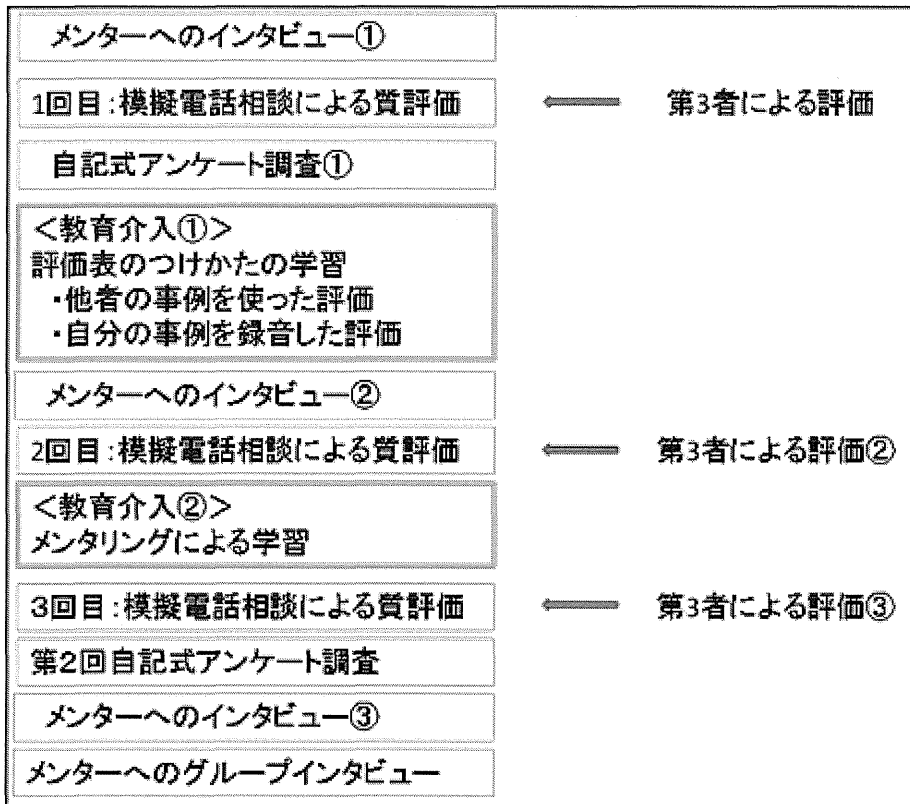 メンターへのインタビュー①
1回目:模擬電話相談による質評価
第3者による評価
自記式アンケート調査①
<教育介入①>
評価表のつけかたの学習
・他者の事例を使った評価
・自分の事例を録音した評価
メンターへのインタビュー②
2回目:模擬電話相談による質評価
第3者による評価②
<教育介入②>
メンタリングによる学習
3回目:模擬電話相談による質評価
第3者による評価③
第2回自記式アンケート調査
メンターへのインタビュー③
メンターへのグループインタビュー